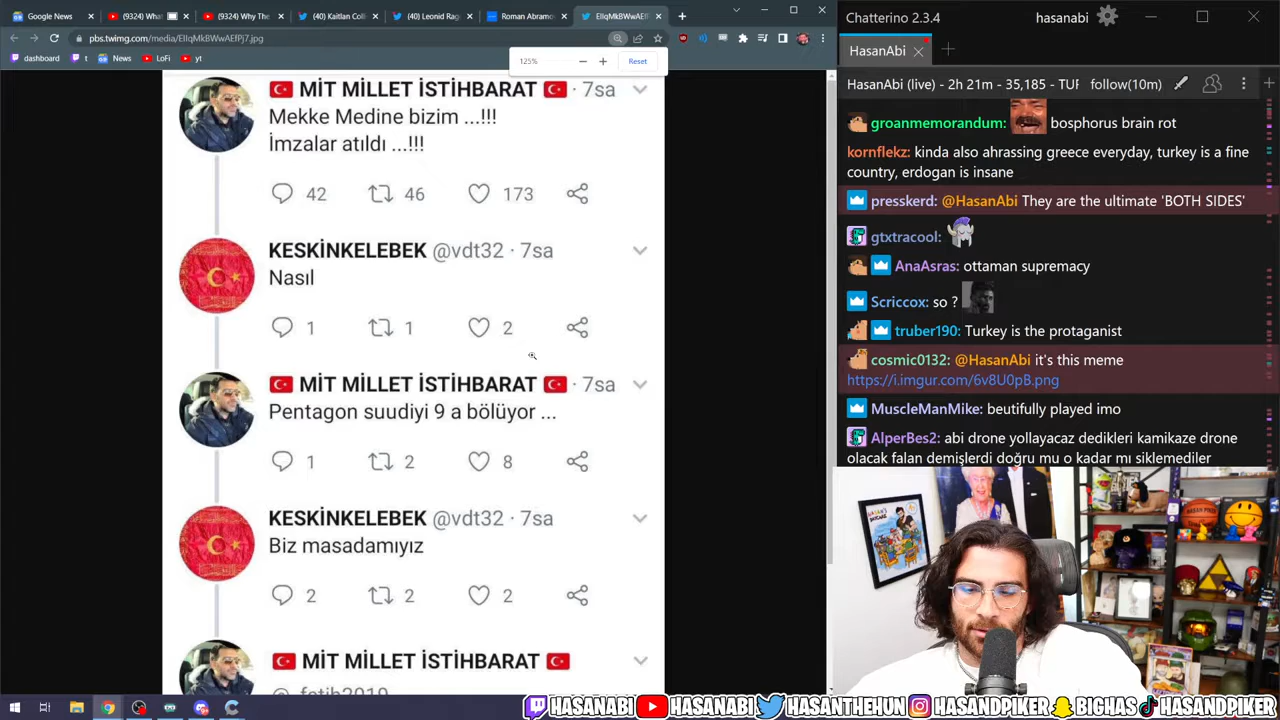 Google News
(9324) What
(9324) Why The
(40) Kaitlan Coll
(40) Leonid Rag
Roman Abramo
EIIqMkBWwAEfPj
pbs.twimg.com/media/EIIqMkBWwAEfPj7.jpg
dashboard
t
News
LoFi
yt
125%
Reset
MİT MİLLET İSTİHBARAT · 7sa
Mekke Medine bizim ...!!!
İmzalar atıldı ...!!!
42 46 173
KESKİNKELEBEK @vdt32 · 7sa
Nasıl
1 1 2
MİT MİLLET İSTİHBARAT · 7sa
Pentagon suudiyi 9 a bölüyor ...
1 2 8
KESKİNKELEBEK @vdt32 · 7sa
Biz masadamıyız
2 2 2
MİT MİLLET İSTİHBARAT
@_fatih2019_
Chatterino 2.3.4
hasanabi
HasanAbi
HasanAbi (live) - 2h 21m - 35,185 - TUF
follow(10m)
groanmemorandum: bosphorus brain rot
kornflekz: kinda also ahrassing greece everyday, turkey is a fine
country, erdogan is insane
presskerd: @HasanAbi They are the ultimate 'BOTH SIDES'
gtxtracool:
AnaAsras: ottaman supremacy
Scriccox: so ?
truber190: Turkey is the protaganist
cosmic0132: @HasanAbi it's this meme
https://i.imgur.com/6v8U0pB.png
MuscleManMike: beutifully played imo
AlperBes2: abi drone yollayacaz dedikleri kamikaze drone
olacak falan demişlerdi doğru mu o kadar mı siklemediler
HASANABI
HASANABI
HASANTHEHUN
HASANDPIKER
BIGHAS
HASANDPIKER